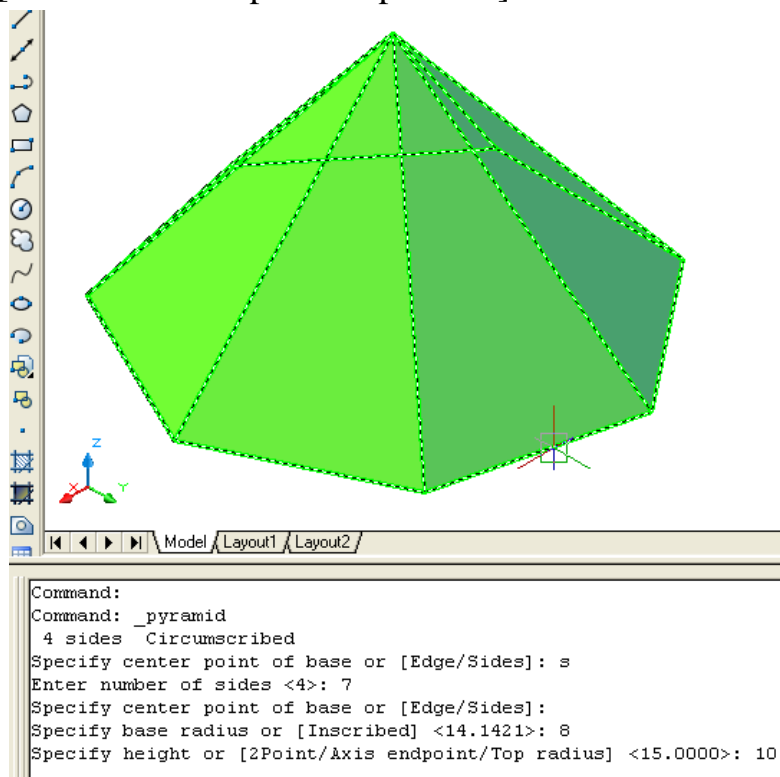 Z
X
Y
Model Layout1 Layout2
Command:
Command: _pyramid
4 sides Circumscribed
Specify center point of base or [Edge/Sides]: s
Enter number of sides <4>: 7
Specify center point of base or [Edge/Sides]:
Specify base radius or [Inscribed] <14.1421>: 8
Specify height or [2Point/Axis endpoint/Top radius] <15.0000>: 10